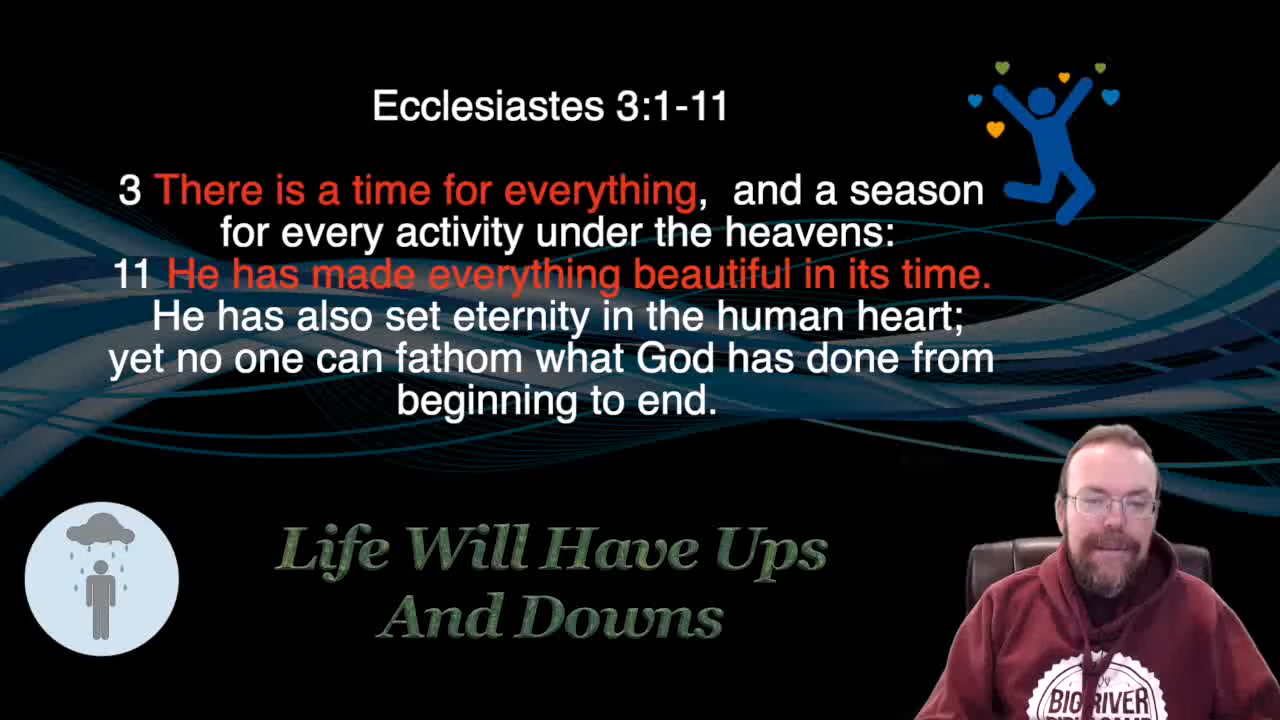 Ecclesiastes 3:1-11
3 There is a time for everything,  and a season
for every activity under the heavens:
11 He has made everything beautiful in its time.
He has also set eternity in the human heart;
yet no one can fathom what God has done from
beginning to end.
Life Will Have Ups
And Downs
BIG RIVER